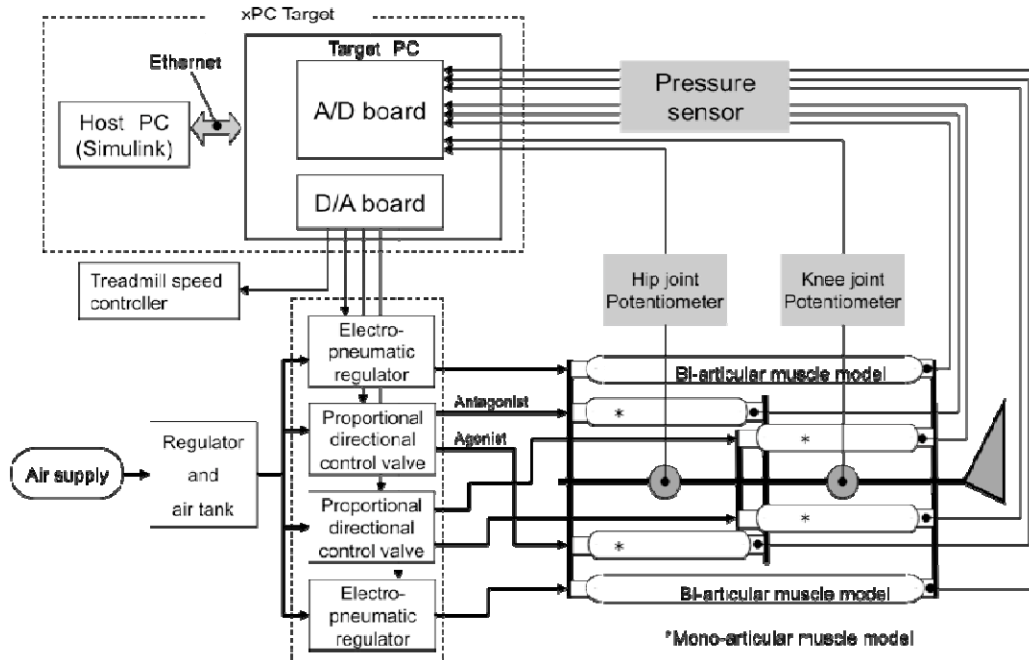 xPC Target
Target PC
Ethernet
Host PC
(Simulink)
A/D board
D/A board
Pressure
sensor
Treadmill speed
controller
Hip joint
Potentiometer
Knee joint
Potentiometer
Electro-
pneumatic
regulator
Bi-articular muscle model
Antagonist
*
Proportional
directional
control valve
Agonist
*
Air supply
Regulator
and
air tank
Proportional
directional
control valve
*
*
Electro-
pneumatic
regulator
Bi-articular muscle model
*Mono-articular muscle model